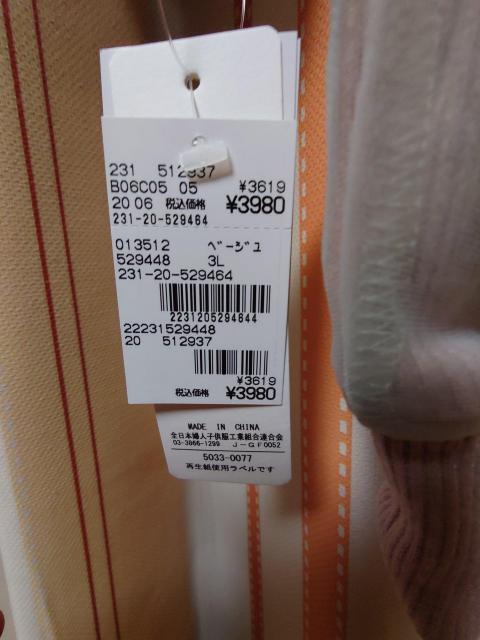 231 512937
B06C05 05 ¥3619
20 06 税込価格 ¥3980
231-20-529464
013512 ベージユ
529448 3L
231-20-529464
2231205294644
22231529448
20 512937
¥3619
税込価格 ¥3980
MADE IN CHINA
全日本婦人子供服工業組合連合会
03-3866-1299 J-GF0052
5033-0077
再生紙使用ラベルです